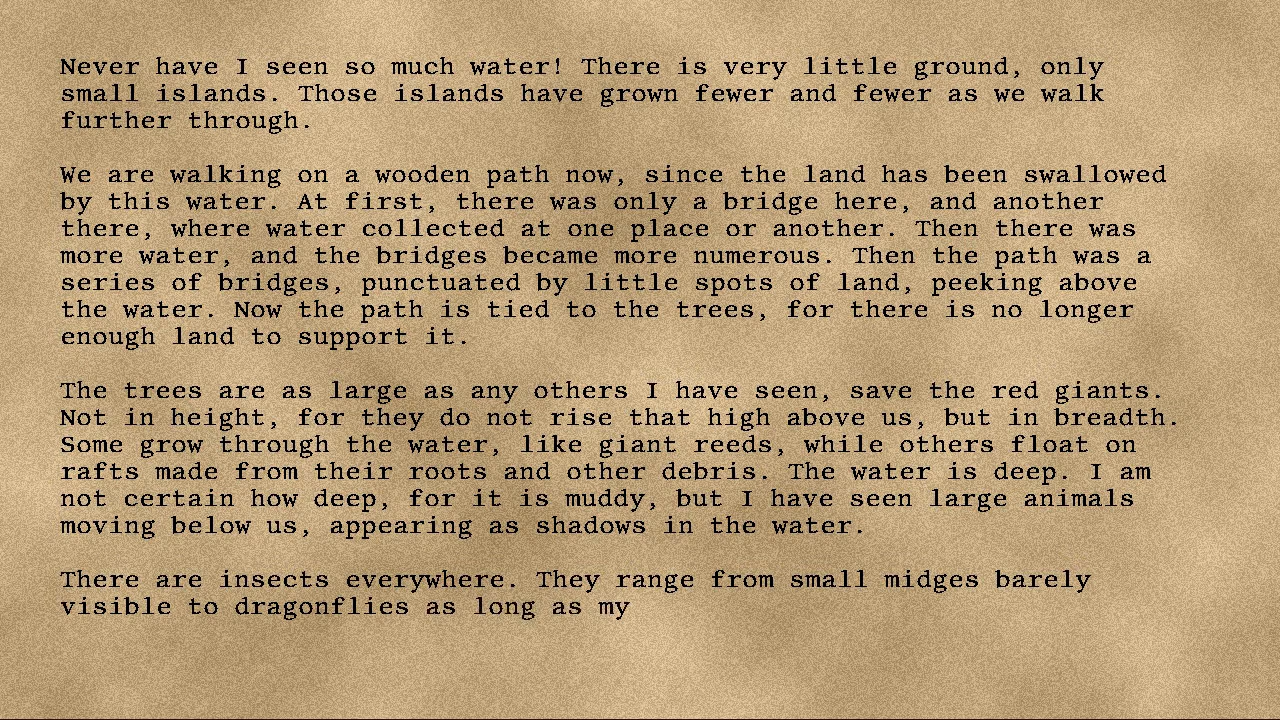 Never have I seen so much water! There is very little ground, only
small islands. Those islands have grown fewer and fewer as we walk
further through.
We are walking on a wooden path now, since the land has been swallowed
by this water. At first, there was only a bridge here, and another
there, where water collected at one place or another. Then there was
more water, and the bridges became more numerous. Then the path was a
series of bridges, punctuated by little spots of land, peeking above
the water. Now the path is tied to the trees, for there is no longer
enough land to support it.
The trees are as large as any others I have seen, save the red giants.
Not in height, for they do not rise that high above us, but in breadth.
Some grow through the water, like giant reeds, while others float on
rafts made from their roots and other debris. The water is deep. I am
not certain how deep, for it is muddy, but I have seen large animals
moving below us, appearing as shadows in the water.
There are insects everywhere. They range from small midges barely
visible to dragonflies as long as my